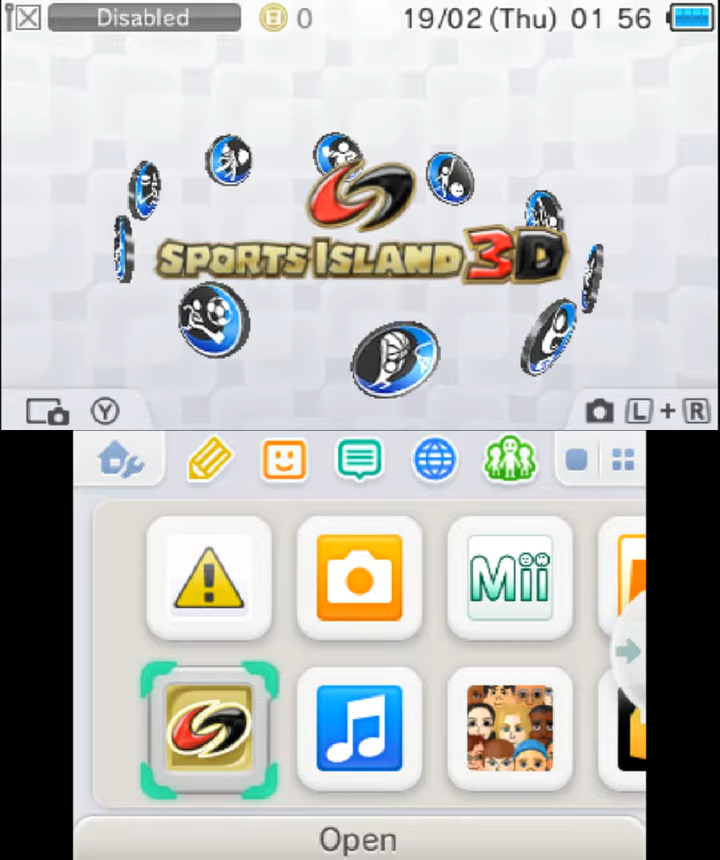 Disabled
0
19/02 (Thu) 01 56
SPORTS ISLAND 3D
Y
L + R
Mii
Open